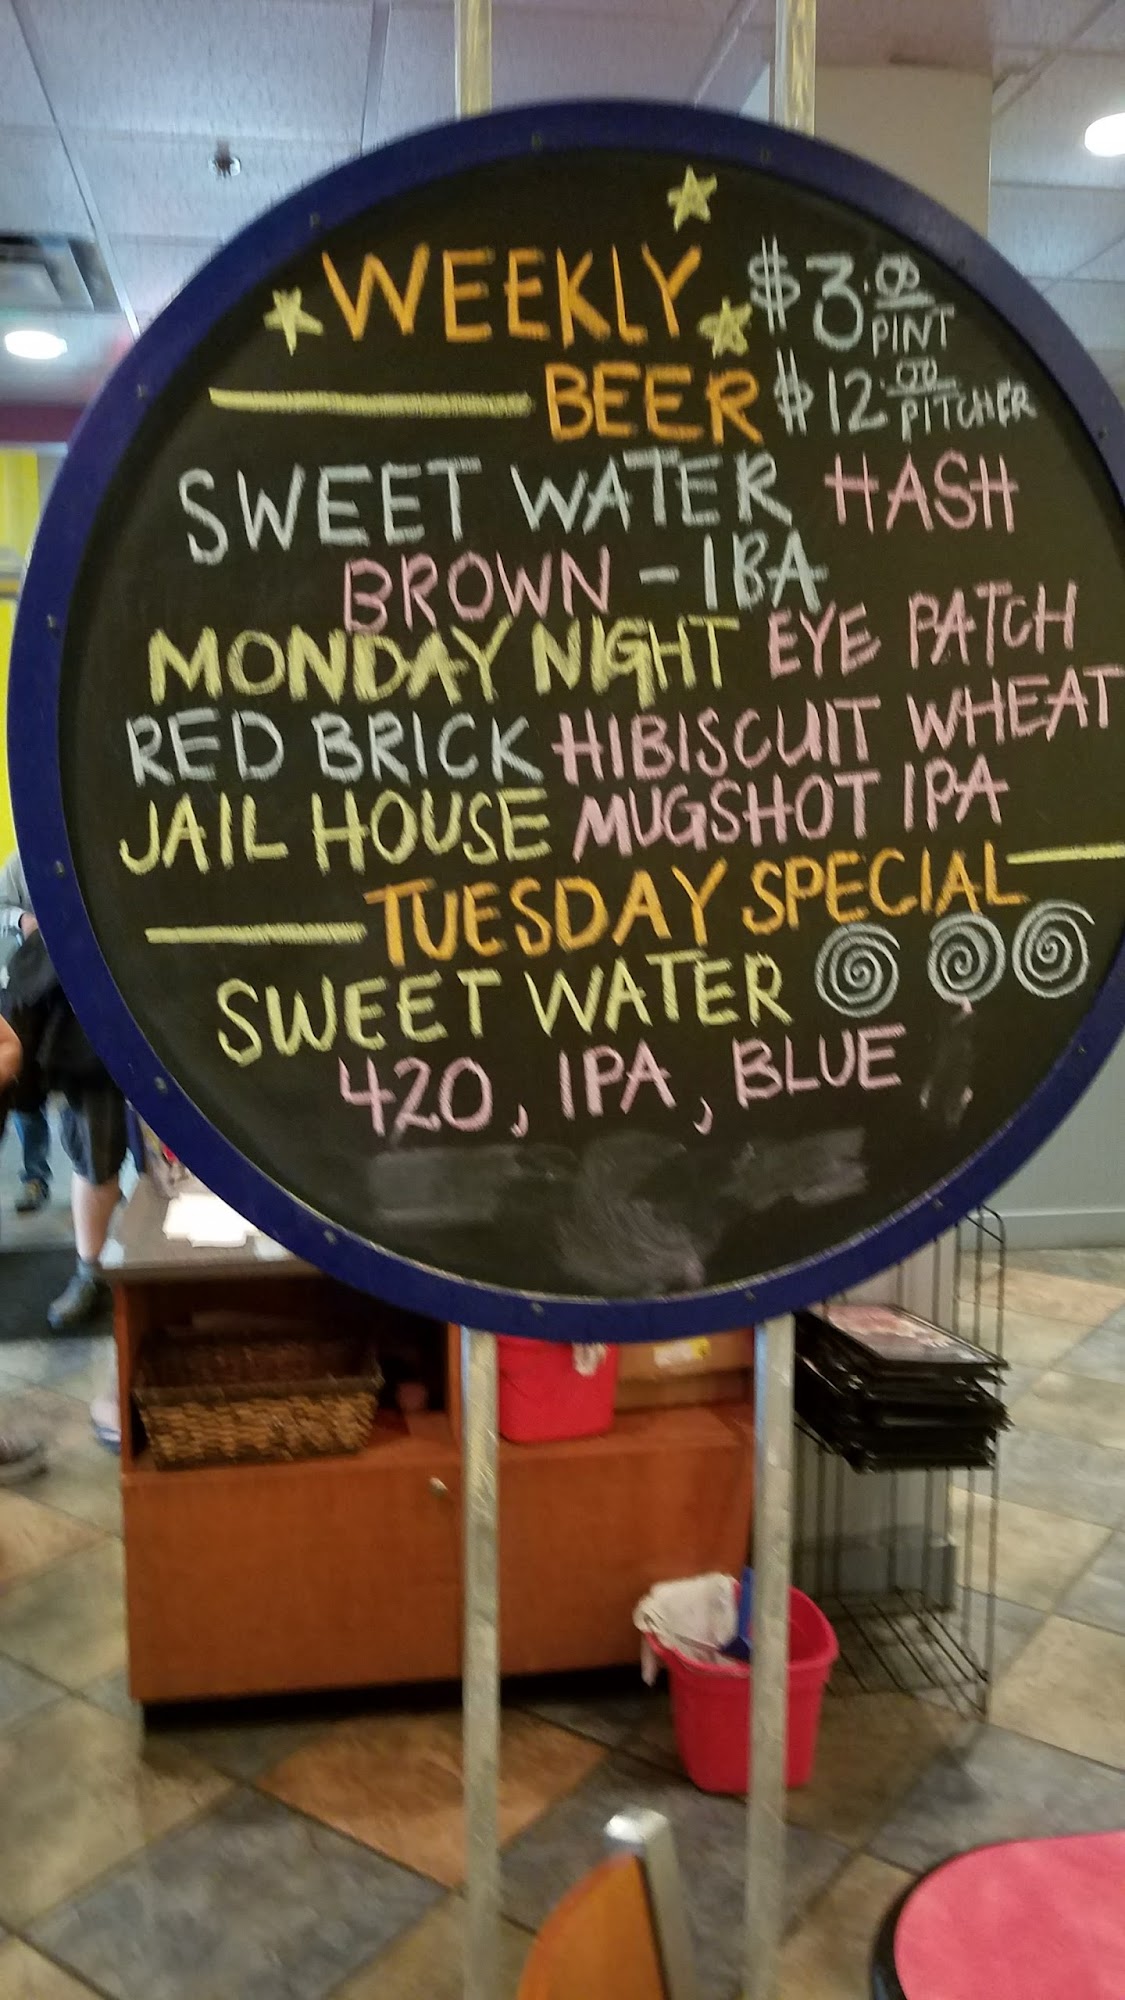 WEEKLY $3.00 PINT
BEER $12.00 PITCHER
SWEET WATER HASH
BROWN - IBA
MONDAY NIGHT EYE PATCH
RED BRICK HIBISCUIT WHEAT
JAIL HOUSE MUGSHOT IPA
TUESDAY SPECIAL
SWEET WATER
420, IPA, BLUE